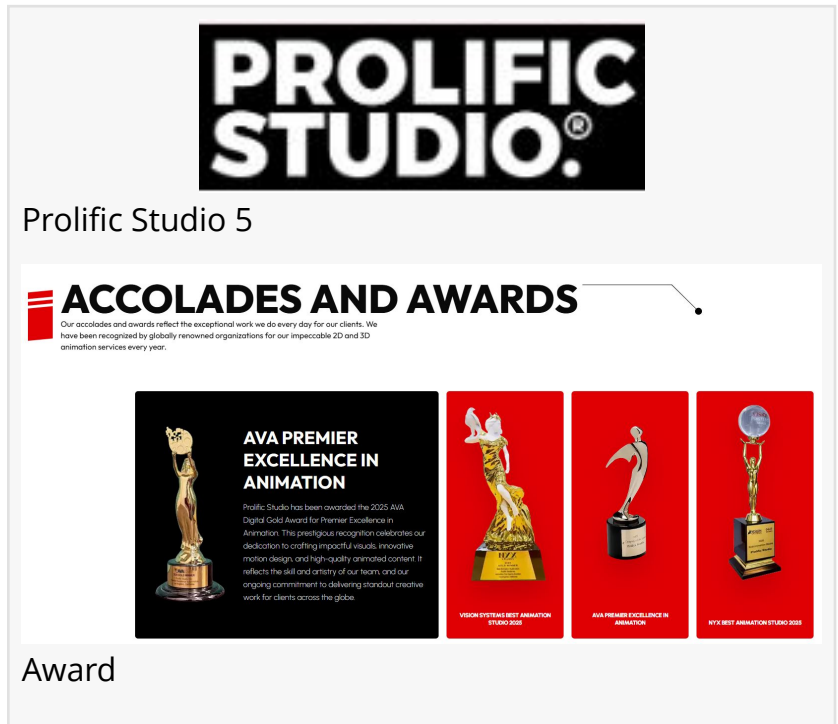 PROLIFIC
STUDIO.®
Prolific Studio 5
ACCOLADES AND AWARDS
Our accolades and awards reflect the exceptional work we do every day for our clients. We
have been recognized by globally renowned organizations for our impeccable 2D and 3D
animation services every year.
AVA PREMIER
EXCELLENCE IN
ANIMATION
Prolific Studio has been awarded the 2025 AVA
Digital Gold Award for Premier Excellence in
Animation. This prestigious recognition celebrates our
dedication to crafting impactful visuals, innovative
motion design, and high-quality animated content. It
reflects the skill and artistry of our team, and our
ongoing commitment to delivering standout creative
work for clients across the globe.
NYX
VISION SYSTEMS BEST ANIMATION
STUDIO 2025
AVA PREMIER EXCELLENCE IN
ANIMATION
NYX BEST ANIMATION STUDIO 2025
Award